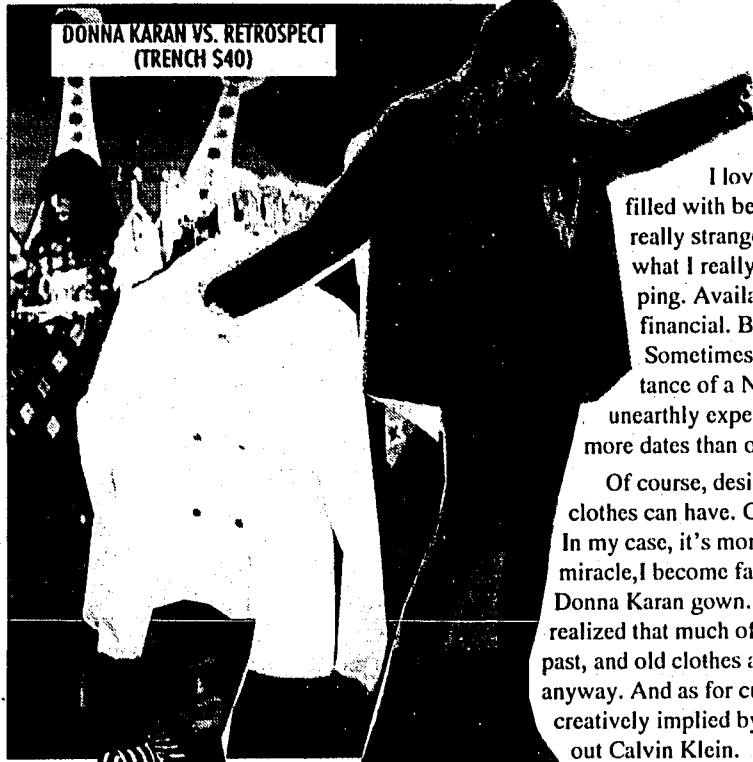 DONNA KARAN VS. RETROSPECT
(TRENCH $40)
I lov
filled with be
really strange
what I really
ping. Availa
financial. B
Sometimes
tance of a N
unearthly expe
more dates than o
Of course, desi
clothes can have. C
In my case, it's mor
miracle,I become fa
Donna Karan gown.
realized that much of
past, and old clothes a
anyway. And as for cu
creatively implied by
out Calvin Klein.